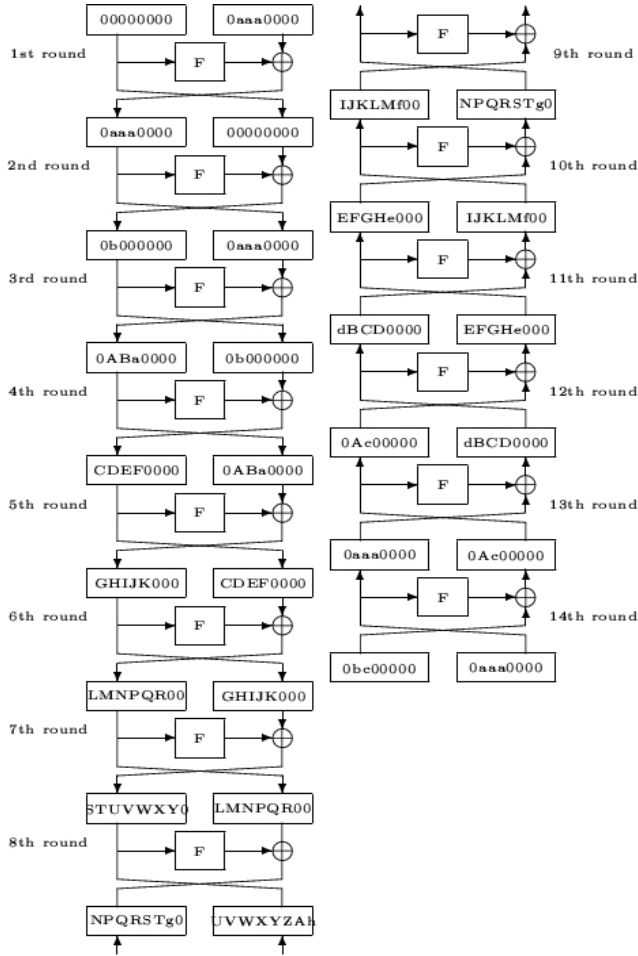 00000000 0aaa0000
1st round F
0aaa0000 00000000
2nd round F
0b000000 0aaa0000
3rd round F
0ABa0000 0b000000
4th round F
CDEF0000 0ABa0000
5th round F
GHIJK000 CDEF0000
6th round F
LMNPQR00 GHIJK000
7th round F
STUVWXY0 LMNPQR00
8th round F
NPQRSTg0 UVWXYZAh
F
9th round
IJKLMf00 NPQRSTg0
F
10th round
EFGHe000 IJKLMf00
F
11th round
dBCD0000 EFGHe000
F
12th round
0Ac00000 dBCD0000
F
13th round
0aaa0000 0Ac00000
F
14th round
0bc00000 0aaa0000